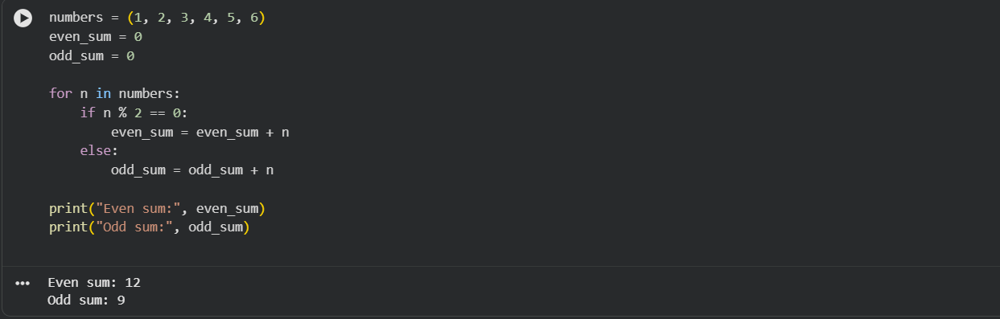 numbers = (1, 2, 3, 4, 5, 6)
even_sum = 0
odd_sum = 0

for n in numbers:
    if n % 2 == 0:
        even_sum = even_sum + n
    else:
        odd_sum = odd_sum + n

print("Even sum:", even_sum)
print("Odd sum:", odd_sum)

Even sum: 12
Odd sum: 9